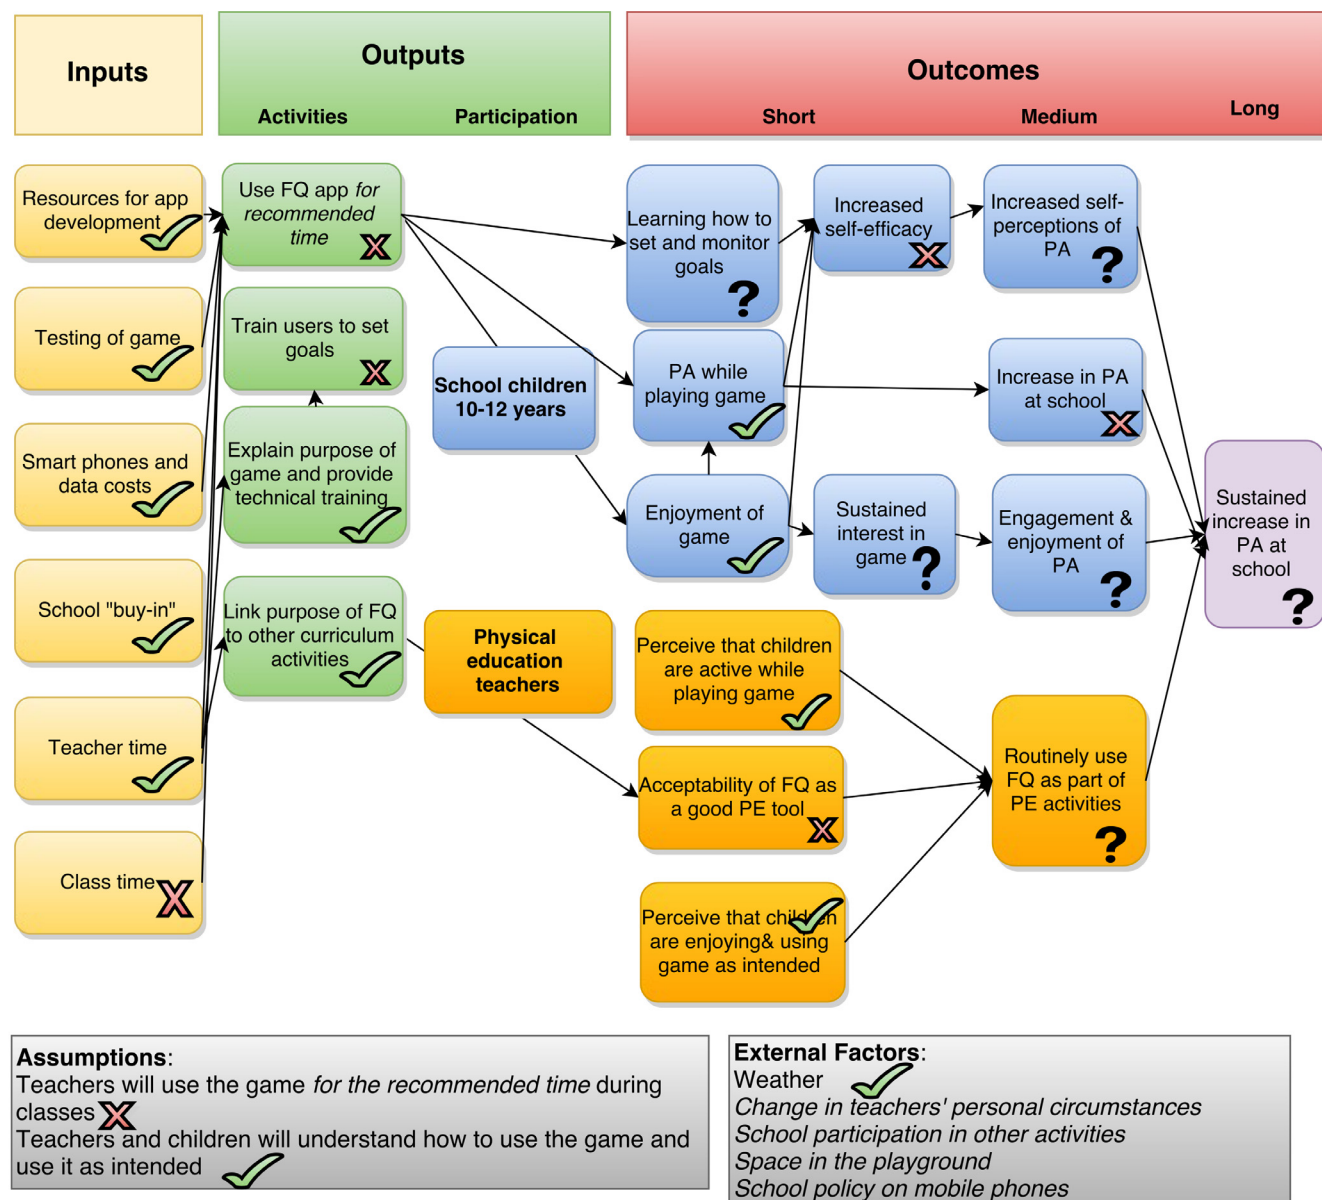 Inputs
Outputs
Activities
Participation
Outcomes
Short
Medium
Long
Resources for app
development
Testing of game
Smart phones and
data costs
School "buy-in"
Teacher time
Class time
Use FQ app for
recommended
time
Train users to set
goals
Explain purpose of
game and provide
technical training
Link purpose of FQ
to other curriculum
activities
School children
10-12 years
Physical
education
teachers
Learning how to
set and monitor
goals
?
PA while
playing game
Enjoyment of
game
Perceive that children
are active while
playing game
Acceptability of FQ as
a good PE tool
Perceive that children
are enjoying& using
game as intended
Increased
self-efficacy
Sustained
interest in
game
?
Increased self-
perceptions of
PA
?
Increase in PA
at school
Engagement &
enjoyment of
PA
?
Routinely use
FQ as part of
PE activities
?
Sustained
increase in
PA at
school
?
Assumptions:
Teachers will use the game for the recommended time during
classes
Teachers and children will understand how to use the game and
use it as intended
External Factors:
Weather
Change in teachers' personal circumstances
School participation in other activities
Space in the playground
School policy on mobile phones